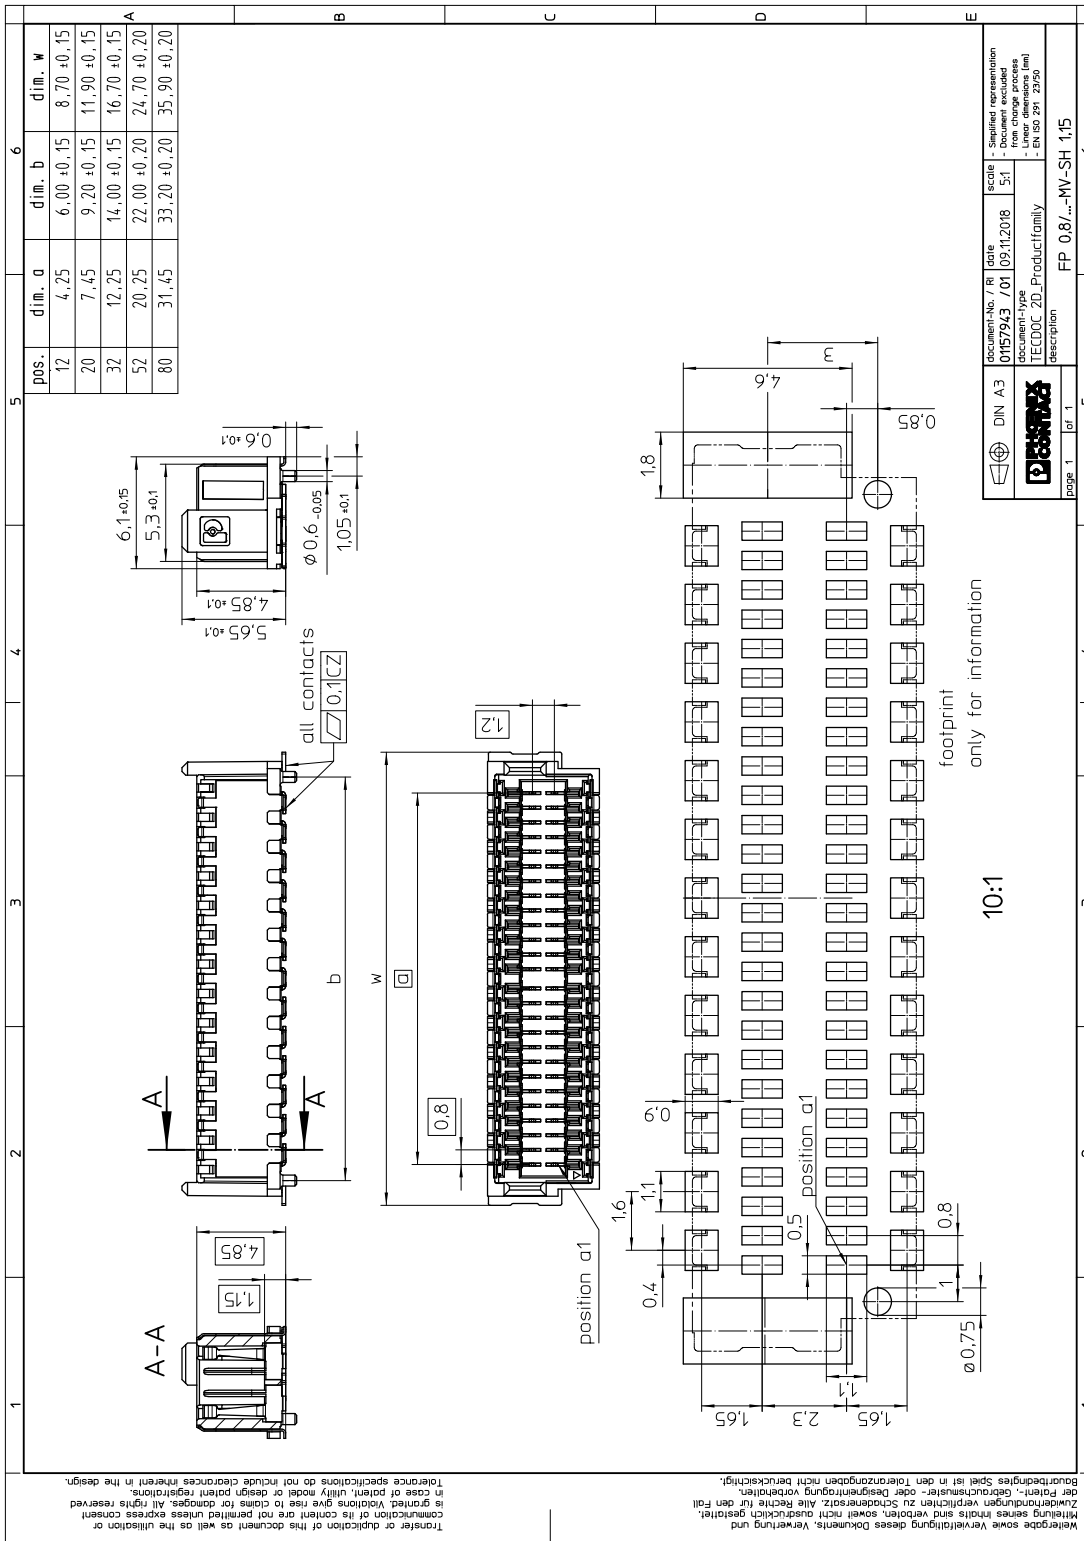 pos. dim. a dim. b dim. w
12 4,25 6,00 ±0,15 8,70 ±0,15
20 7,45 9,20 ±0,15 11,90 ±0,15
32 12,25 14,00 ±0,15 16,70 ±0,15
52 20,25 22,00 ±0,20 24,70 ±0,20
80 31,45 33,20 ±0,20 35,90 ±0,20
1 2 3 4 5 6
A
B
C
D
E
A-A
4,85
1,15
A
A
b
all contacts
0,1CZ
6,1 ±0,15
5,3 ±0,1
4,85 ±0,1
5,65 ±0,1
0,6 ±0,1
ø0,6 -0,05
1,05 ±0,1
w
a
0,8
1,2
position a1
1,8
4,6
3
0,85
0,9
1,6
1,1
0,4
0,5
position a1
0,8
1
ø0,75
1,1
1,65
2,3
1,65
footprint
only for information
10:1
DIN A3
PHŒNIX
CONTACT
page 1 of 1
document-No. / RI
01157943 / 01
date
09.11.2018
scale
5:1
- Simplified representation
- Document excluded
from change process
- Linear dimensions [mm]
- EN ISO 291 23/50
document-type
TECDOC 2D_Productfamily
description
FP 0,8/...-MV-SH 1,15
Transfer or duplication of this document as well as the utilisation or
communication of its content are not permitted unless express consent
is granted. Violations give rise to claims for damages. All rights reserved
in case of patent, utility model or design patent registrations.
Tolerance specifications do not include clearances inherent in the design.
Weitergabe sowie Vervielfältigung dieses Dokuments, Verwertung und
Mitteilung seines Inhalts sind verboten, soweit nicht ausdrücklich gestattet.
Zuwiderhandlungen verpflichten zu Schadenersatz. Alle Rechte für den Fall
der Patent-, Gebrauchsmuster- oder Designeintragung vorbehalten.
Bauartbedingtes Spiel ist in den Toleranzangaben nicht berücksichtigt.